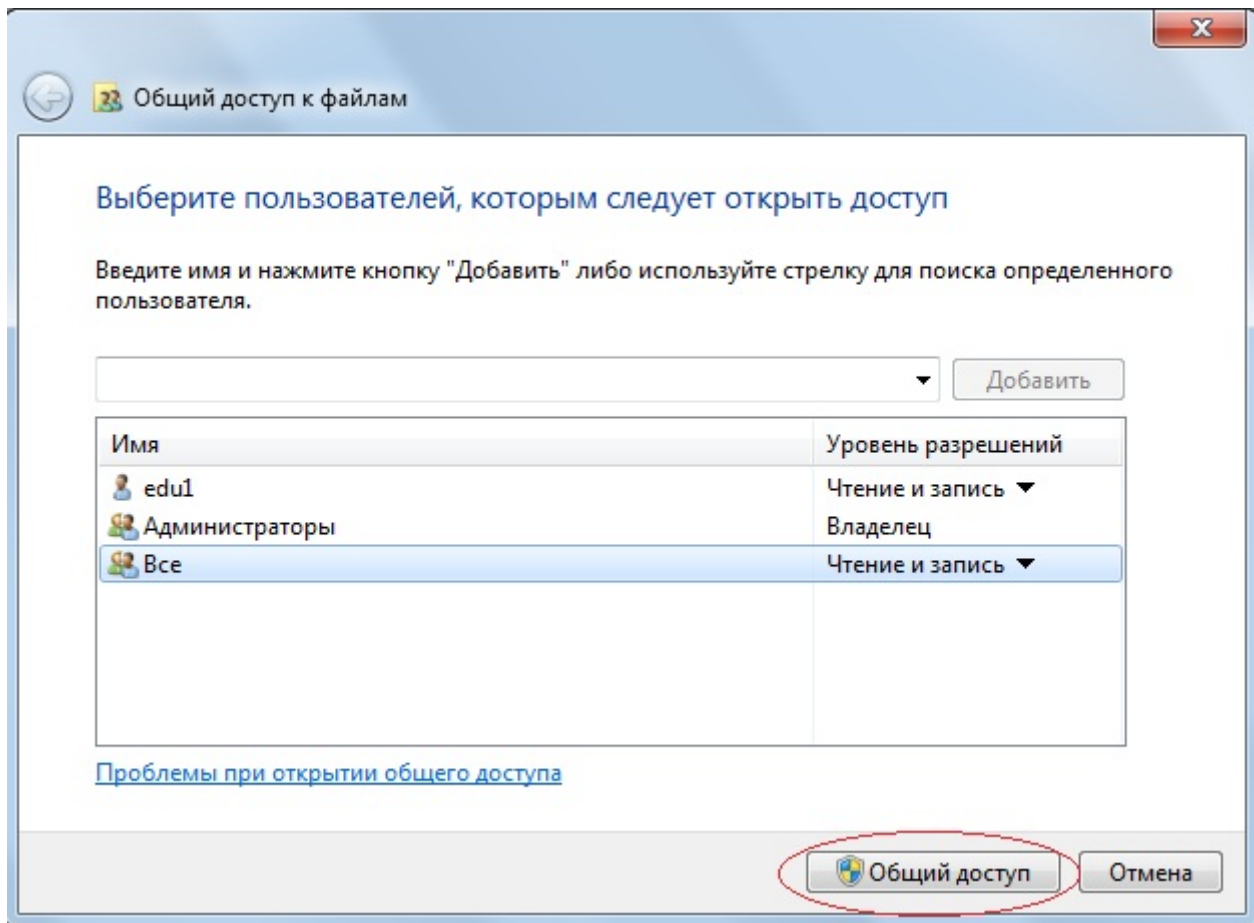 Общий доступ к файлам
Выберите пользователей, которым следует открыть доступ
Введите имя и нажмите кнопку "Добавить" либо используйте стрелку для поиска определенного
пользователя.
Добавить
Имя Уровень разрешений
edu1 Чтение и запись
Администраторы Владелец
Все Чтение и запись
Проблемы при открытии общего доступа
Общий доступ Отмена